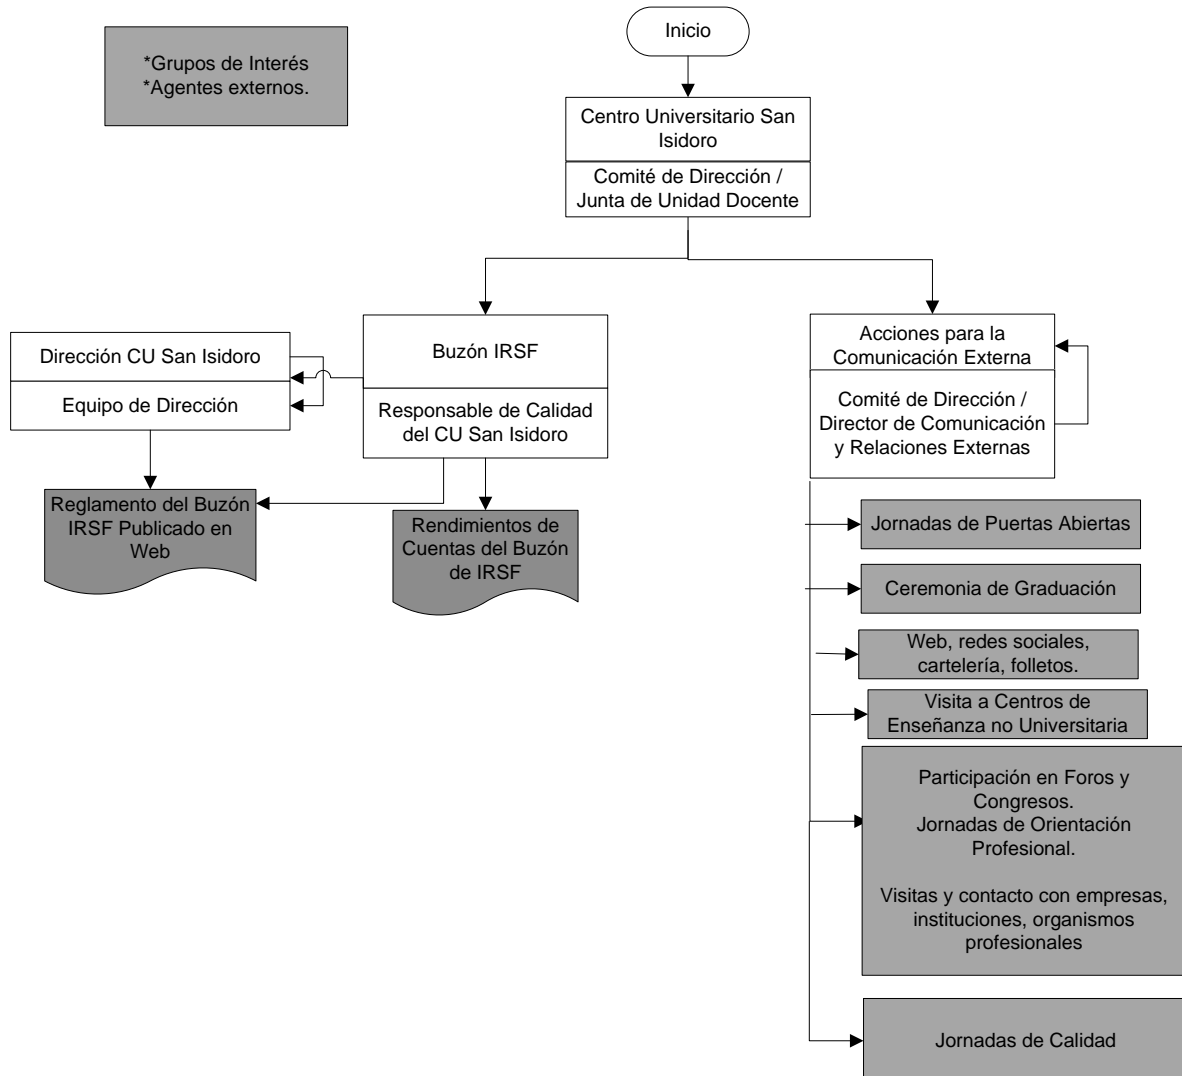 Inicio
*Grupos de Interés
*Agentes externos.
Centro Universitario San
Isidoro
Comité de Dirección /
Junta de Unidad Docente
Dirección CU San Isidoro
Equipo de Dirección
Buzón IRSF
Responsable de Calidad
del CU San Isidoro
Acciones para la
Comunicación Externa
Comité de Dirección /
Director de Comunicación
y Relaciones Externas
Reglamento del Buzón
IRSF Publicado en
Web
Rendimientos de
Cuentas del Buzón
de IRSF
Jornadas de Puertas Abiertas
Ceremonia de Graduación
Web, redes sociales,
cartelería, folletos.
Visita a Centros de
Enseñanza no Universitaria
Participación en Foros y
Congresos.
Jornadas de Orientación
Profesional.
Visitas y contacto con empresas,
instituciones, organismos
profesionales
Jornadas de Calidad